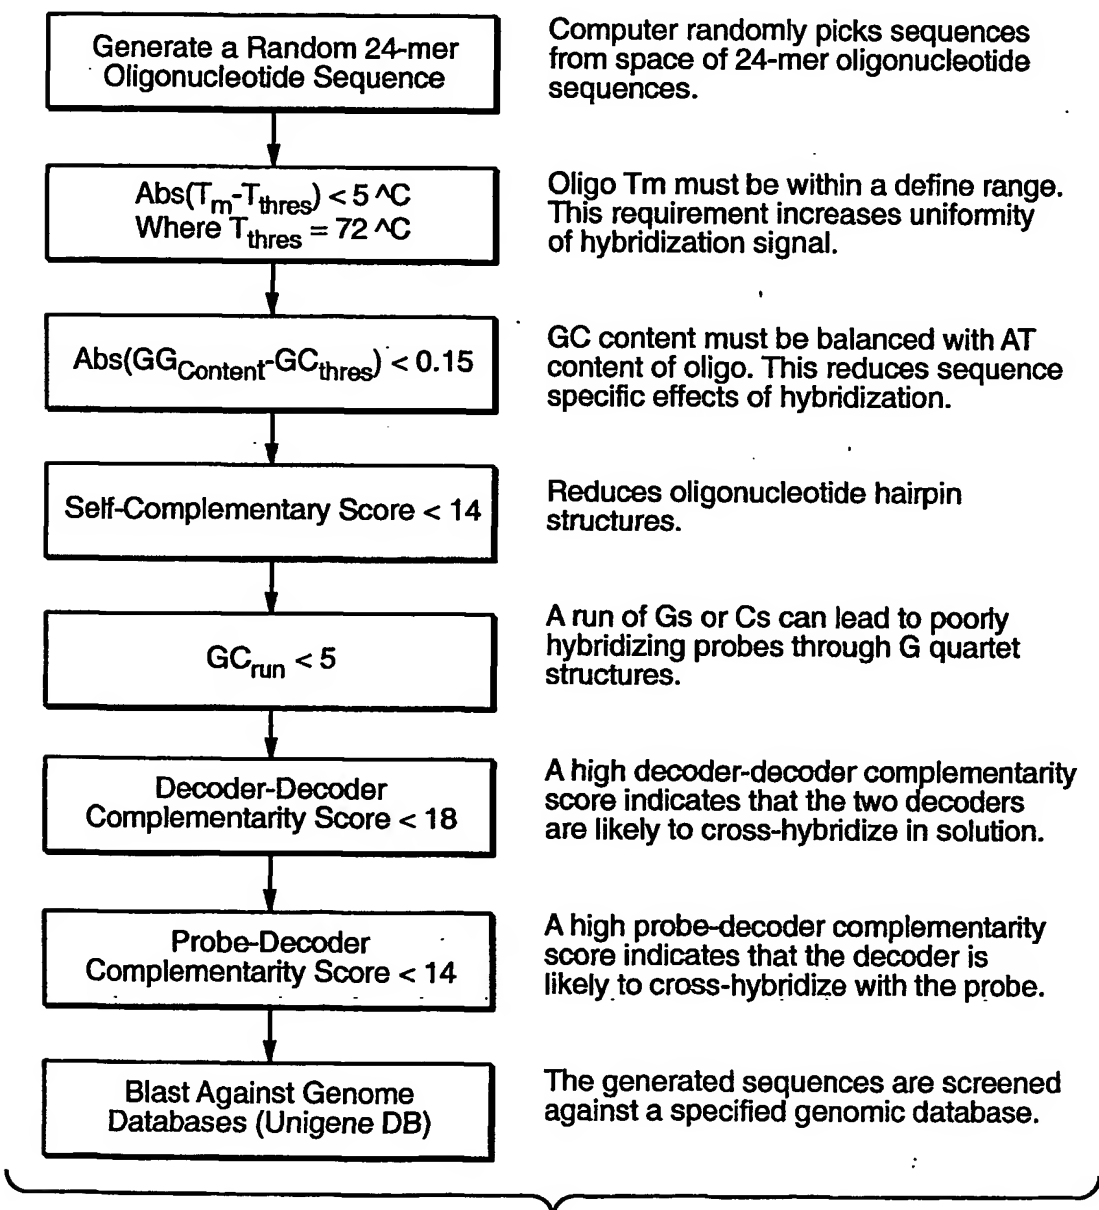 Generate a Random 24-mer
Oligonucleotide Sequence
Computer randomly picks sequences
from space of 24-mer oligonucleotide
sequences.
Abs(Tm-Tthres) < 5 ^C
Where Tthres = 72 ^C
Oligo Tm must be within a define range.
This requirement increases uniformity
of hybridization signal.
Abs(GGContent-GCthres) < 0.15
GC content must be balanced with AT
content of oligo. This reduces sequence
specific effects of hybridization.
Self-Complementary Score < 14
Reduces oligonucleotide hairpin
structures.
GCrun < 5
A run of Gs or Cs can lead to poorly
hybridizing probes through G quartet
structures.
Decoder-Decoder
Complementarity Score < 18
A high decoder-decoder complementarity
score indicates that the two decoders
are likely to cross-hybridize in solution.
Probe-Decoder
Complementarity Score < 14
A high probe-decoder complementarity
score indicates that the decoder is
likely to cross-hybridize with the probe.
Blast Against Genome
Databases (Unigene DB)
The generated sequences are screened
against a specified genomic database.